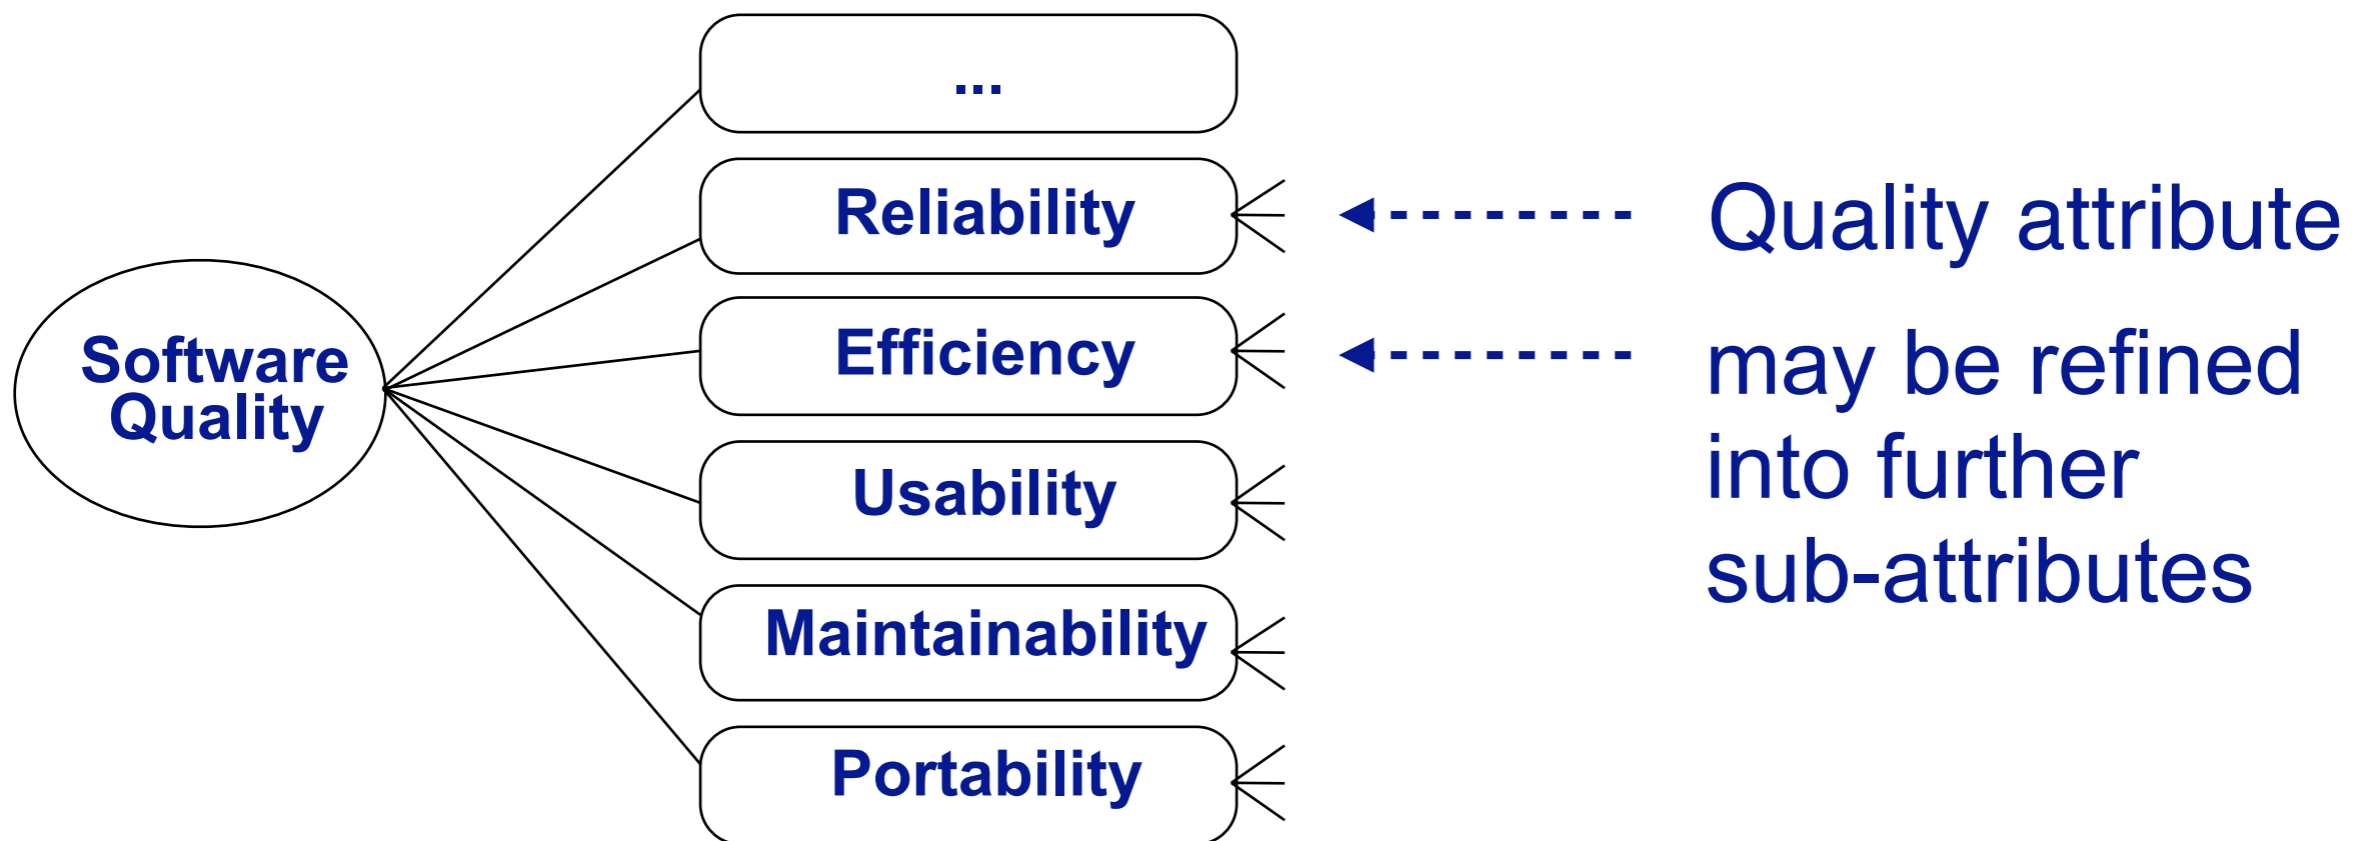 ...
Reliability
Efficiency
Software
Quality
Usability
Maintainability
Portability
Quality attribute
may be refined
into further
sub-attributes